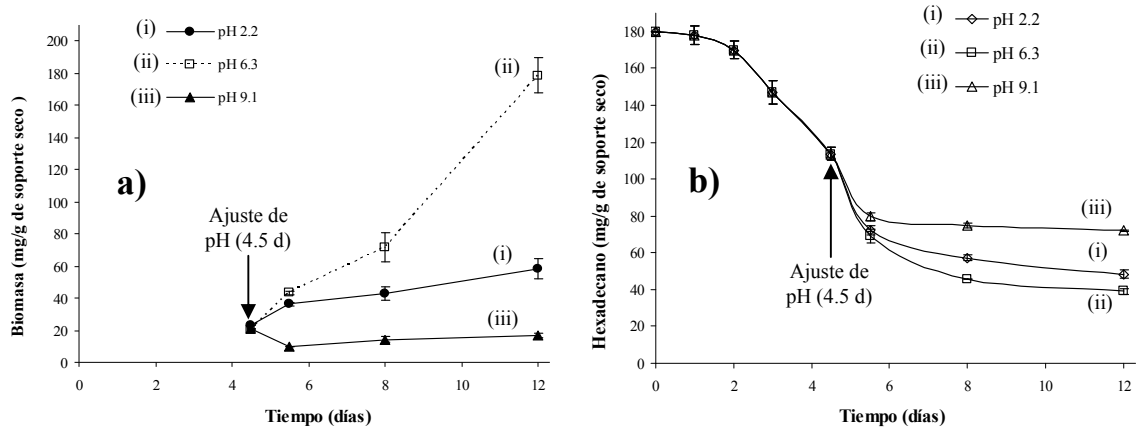 (i) pH 2.2
(ii) pH 6.3
(iii) pH 9.1
a)
Ajuste de
pH (4.5 d)
(ii)
(i)
(iii)
Biomasa (mg/g de soporte seco )
0
20
40
60
80
100
120
140
160
180
200
0 2 4 6 8 10 12
Tiempo (días)
(i) pH 2.2
(ii) pH 6.3
(iii) pH 9.1
b)
Ajuste de
pH (4.5 d)
(iii)
(i)
(ii)
Hexadecano (mg/g de soporte seco)
0
20
40
60
80
100
120
140
160
180
200
0 2 4 6 8 10 12
Tiempo (días)